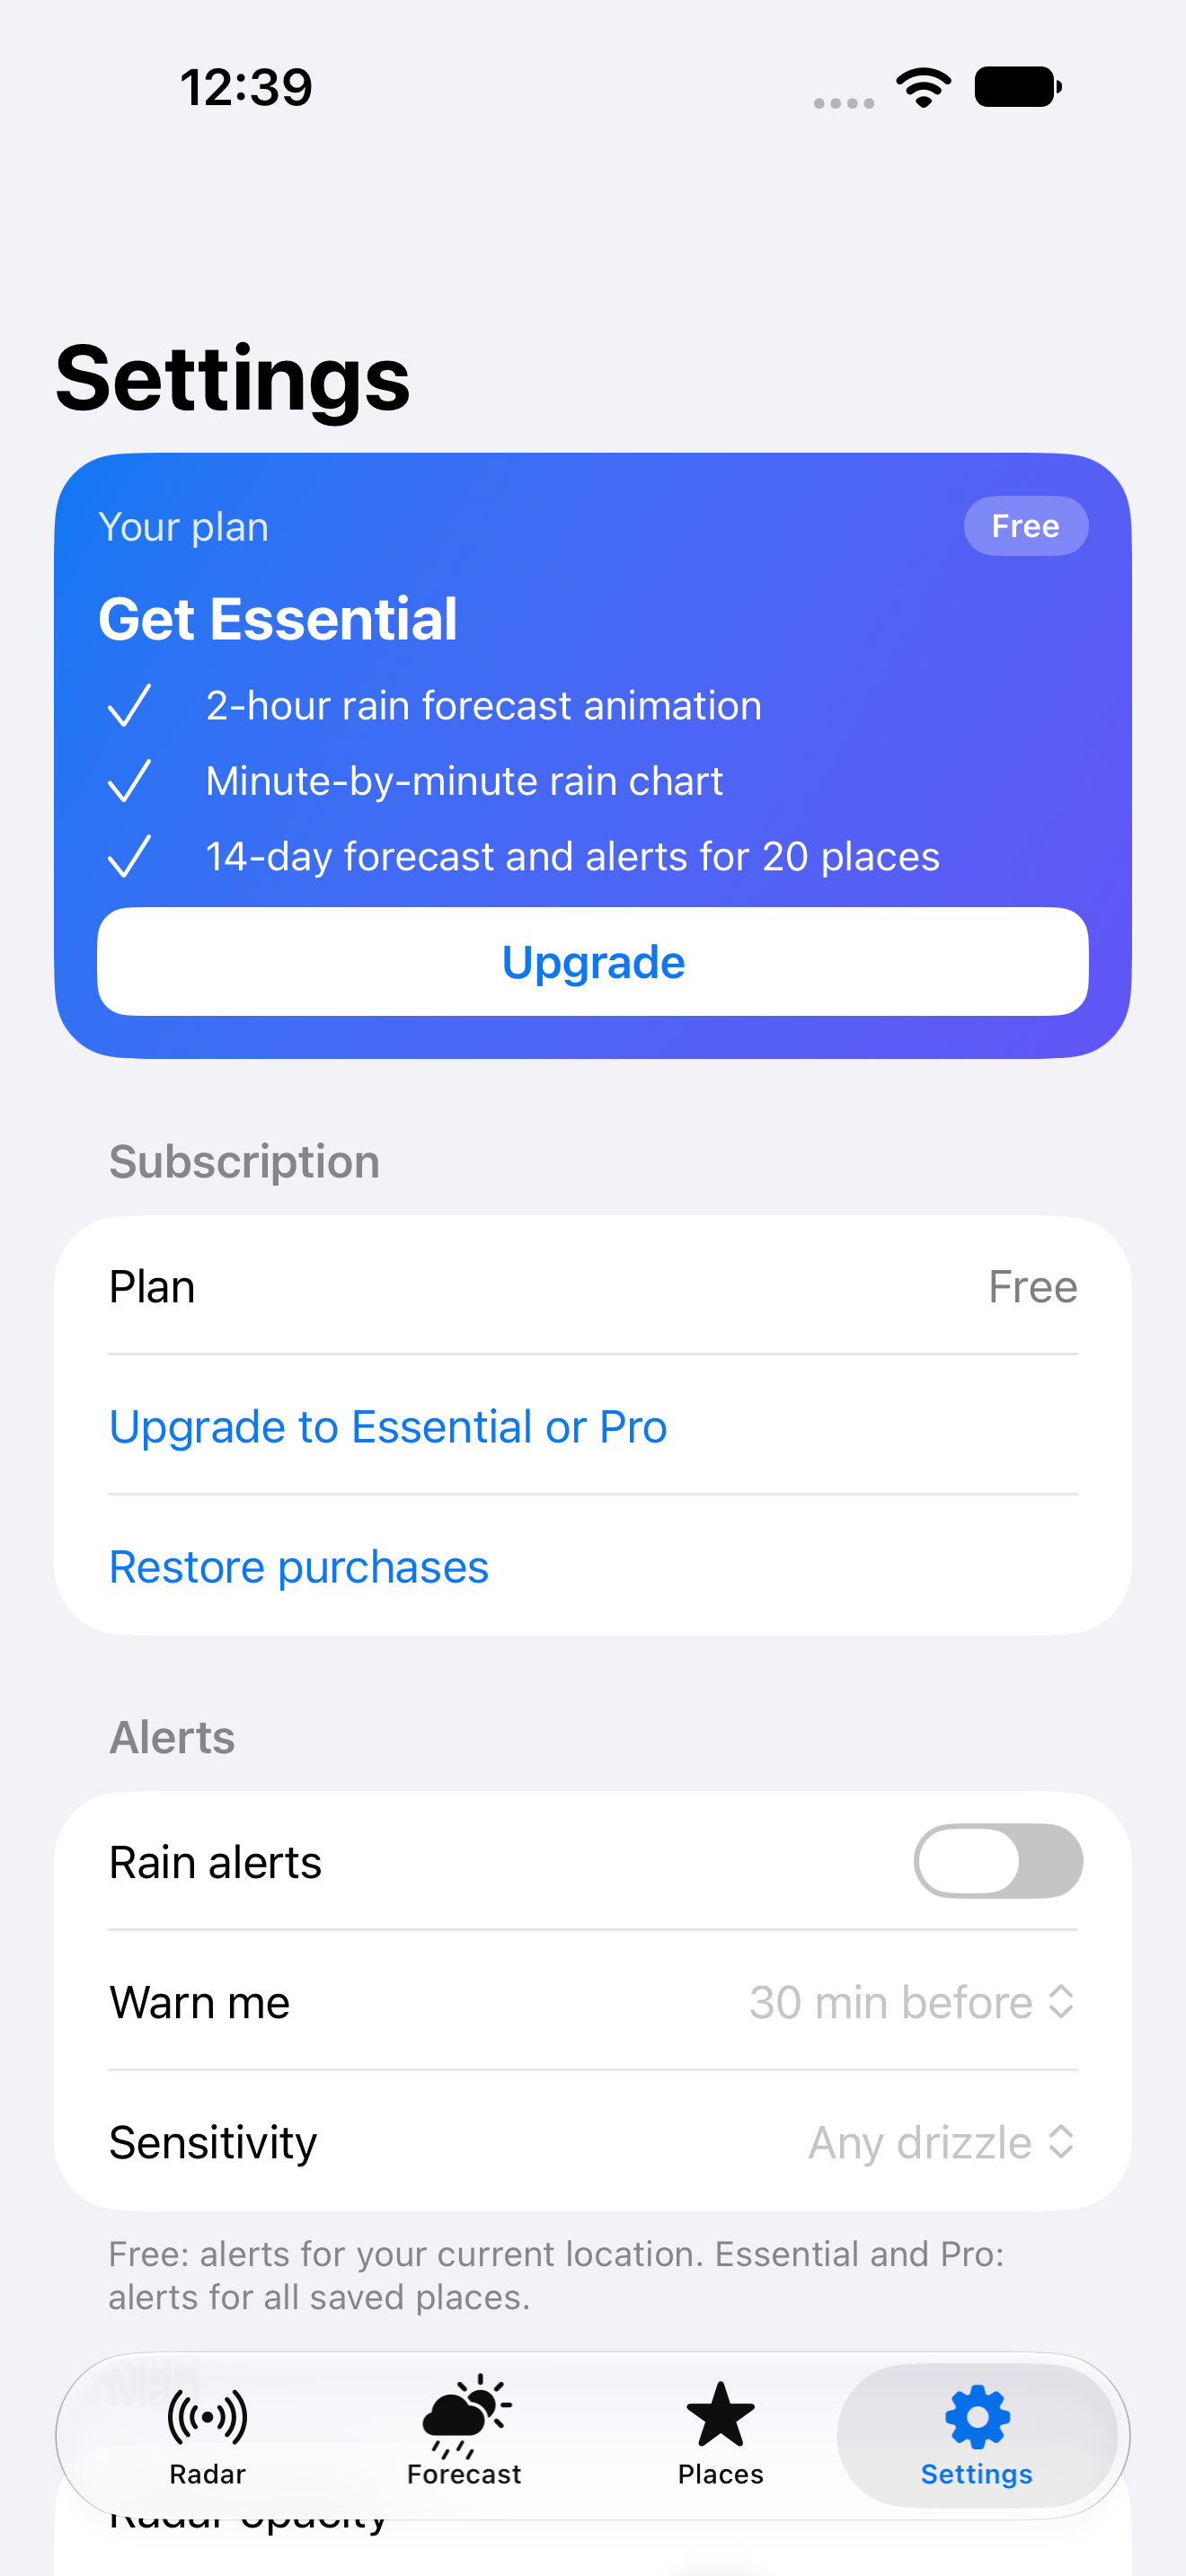 12:39
Settings
Your plan
Free
Get Essential
2-hour rain forecast animation
Minute-by-minute rain chart
14-day forecast and alerts for 20 places
Upgrade
Subscription
Plan
Free
Upgrade to Essential or Pro
Restore purchases
Alerts
Rain alerts
Warn me
30 min before
Sensitivity
Any drizzle
Free: alerts for your current location. Essential and Pro:
alerts for all saved places.
Radar
Forecast
Places
Settings
Radar opacity